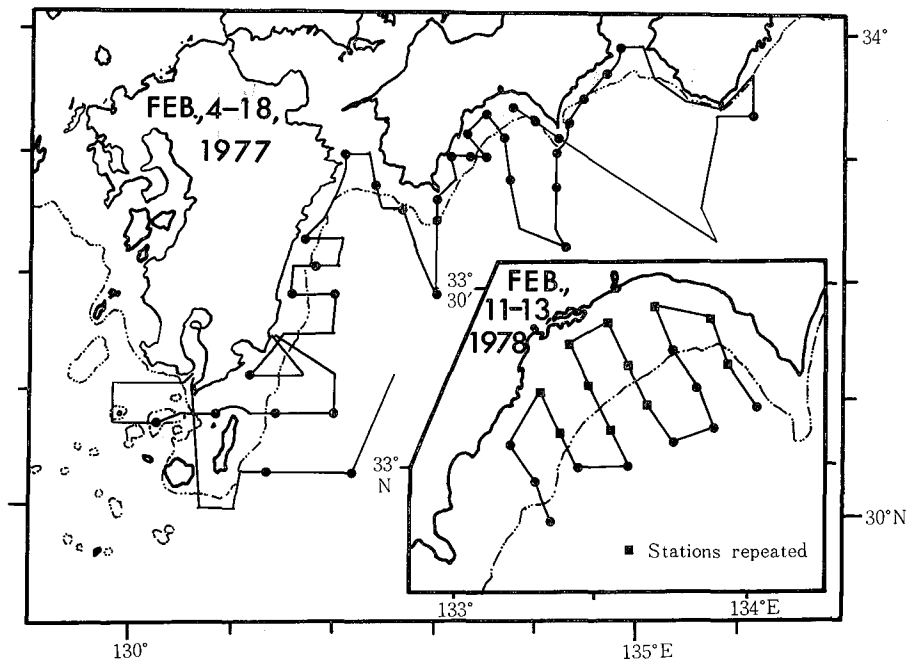 34°
FEB., 4–18,
1977
33°
30′
FEB.,
11–13
1978
33°
N
30°N
■ Stations repeated
133°
134°E
130°
135°E